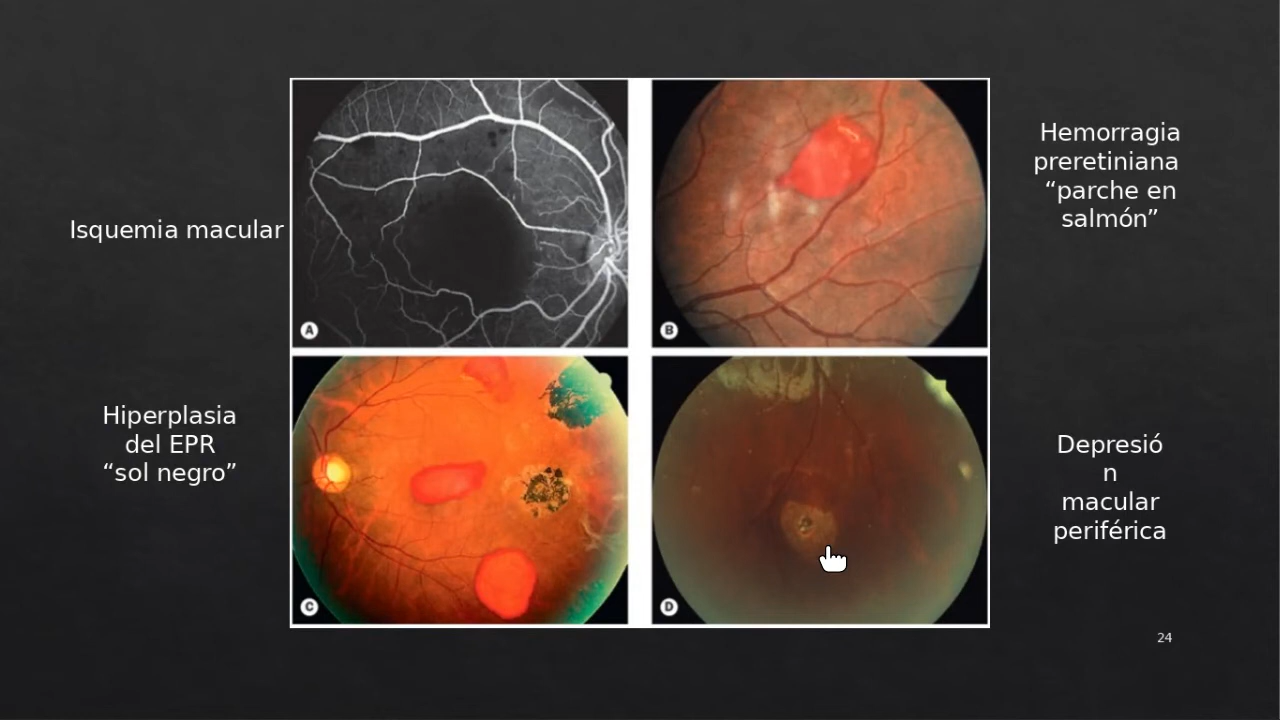 Isquemia macular
A
B
Hemorragia
preretiniana
“parche en
salmón”
Hiperplasia
del EPR
“sol negro”
C
D
Depresió
n
macular
periférica
24